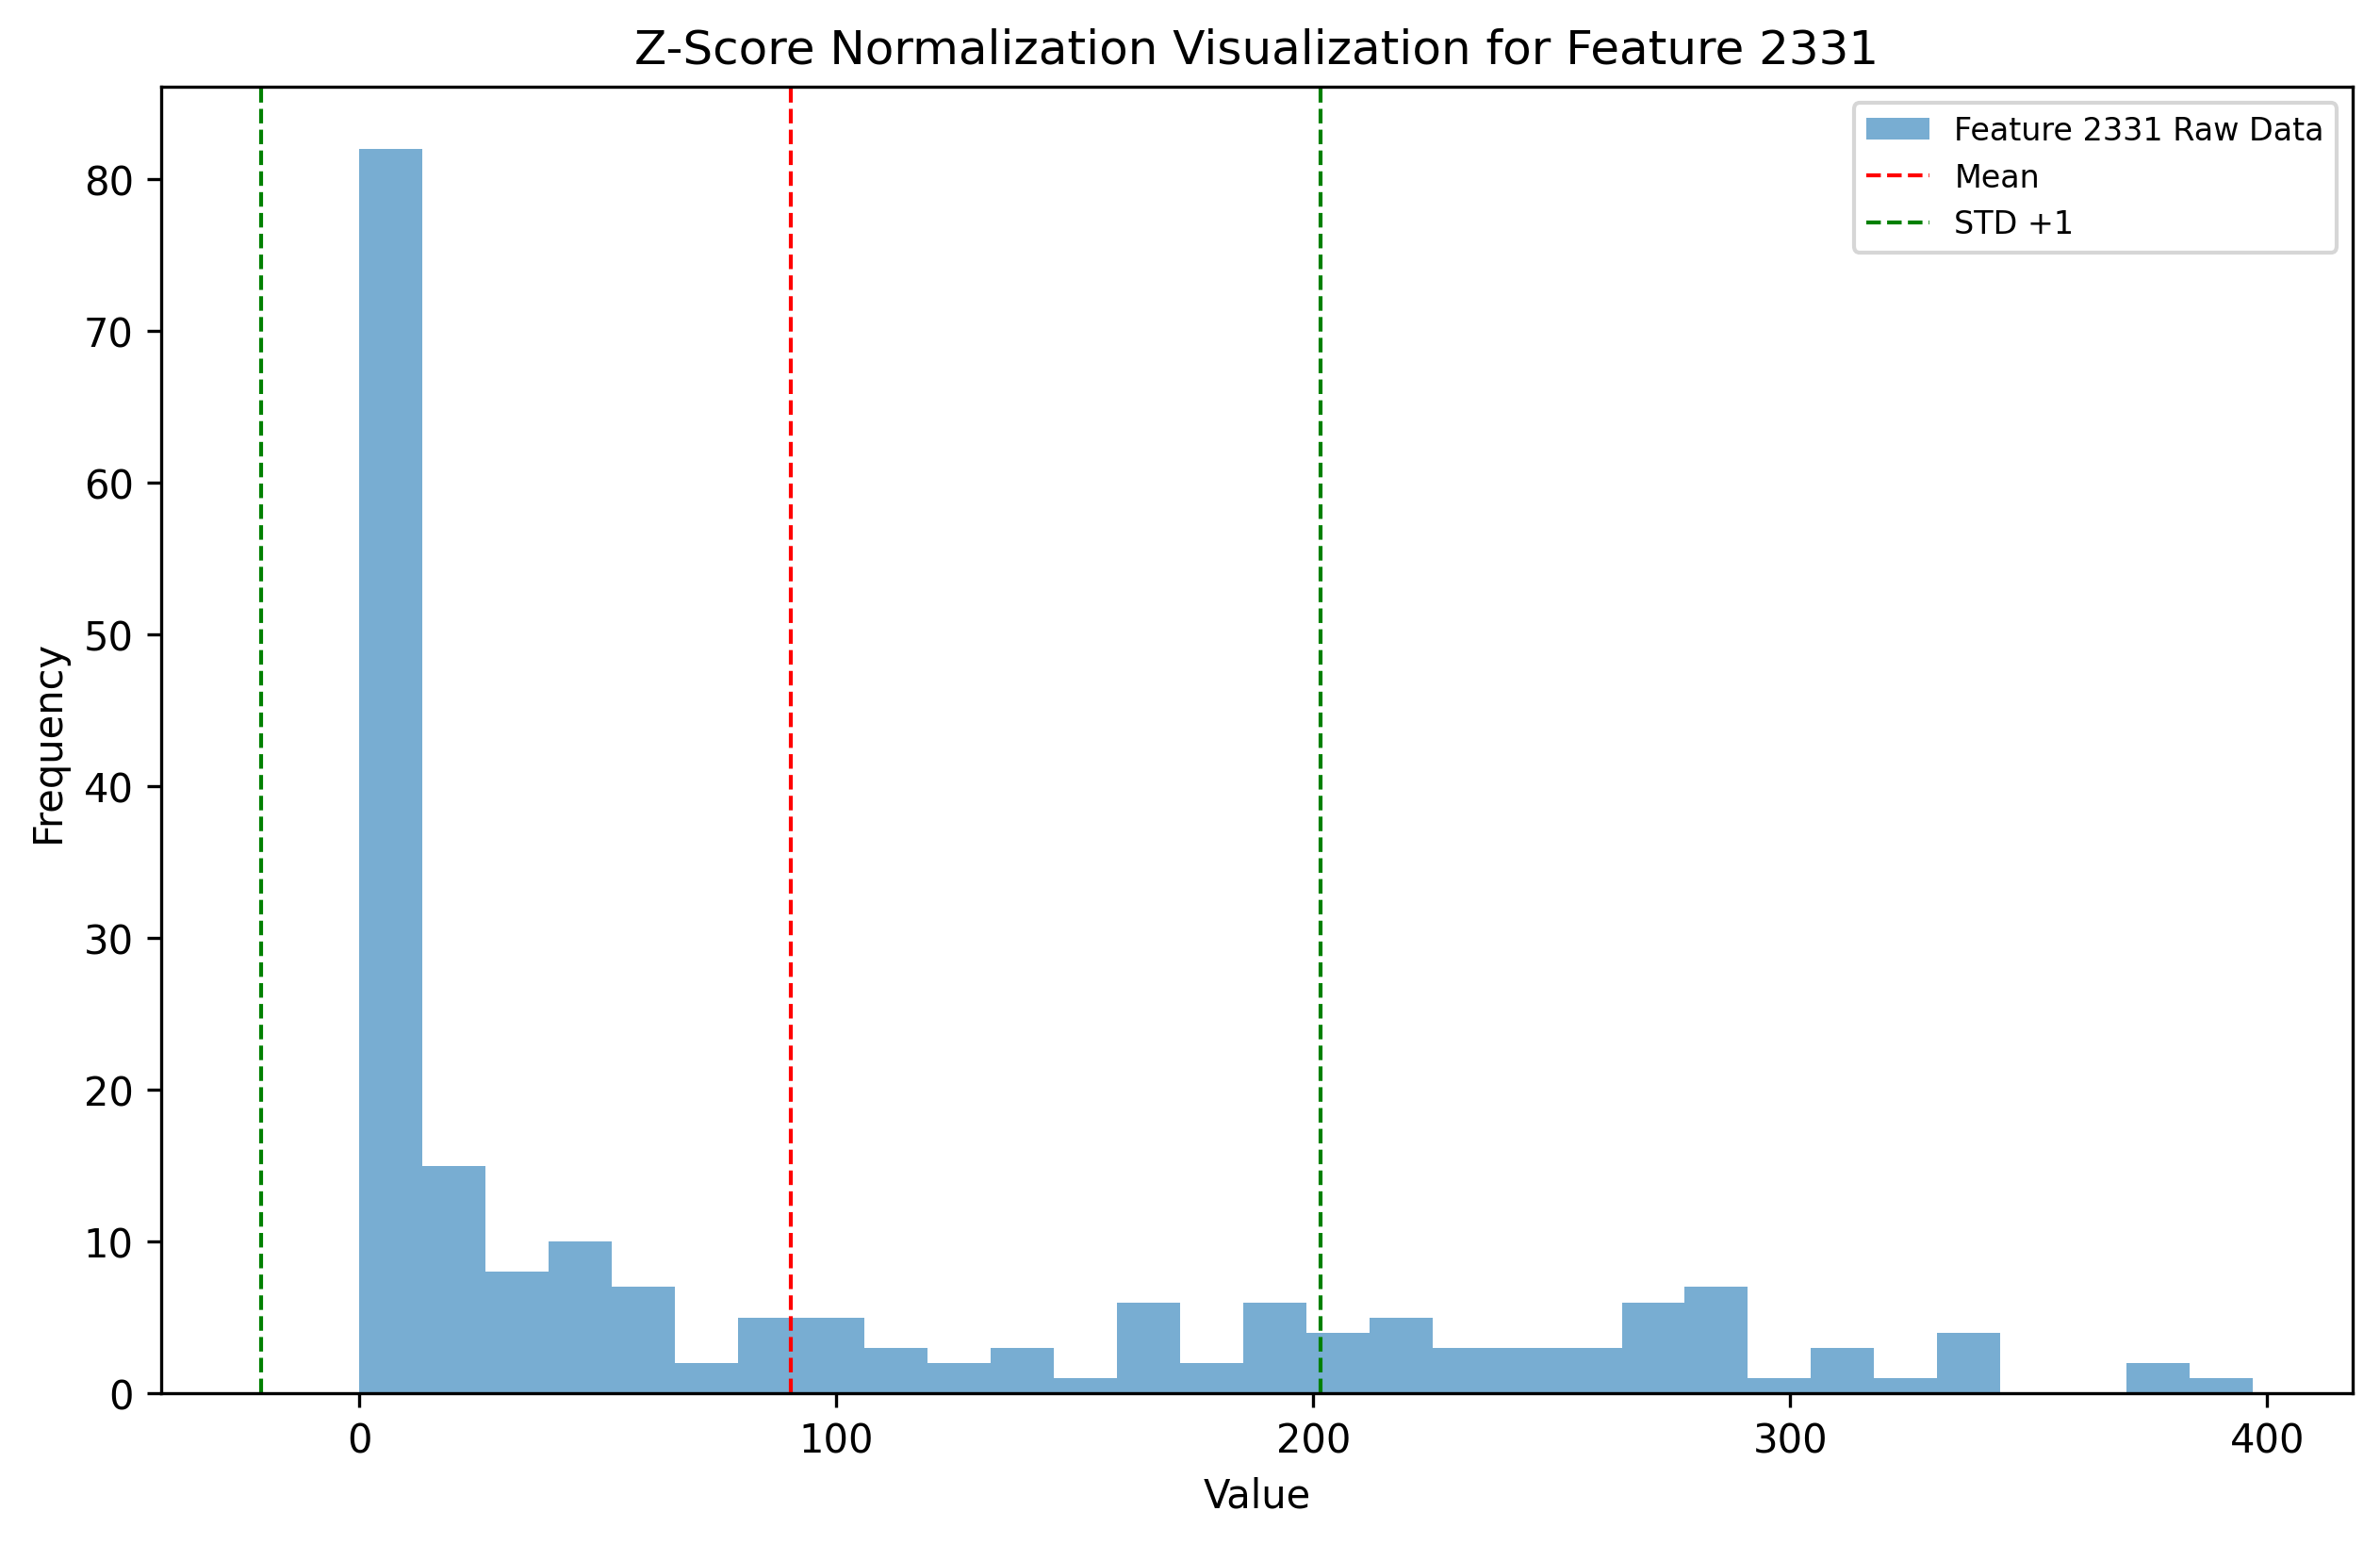 Z-Score Normalization Visualization for Feature 2331
Feature 2331 Raw Data
Mean
STD +1
80
70
60
50
40
30
20
10
0
Frequency
0 100 200 300 400
Value